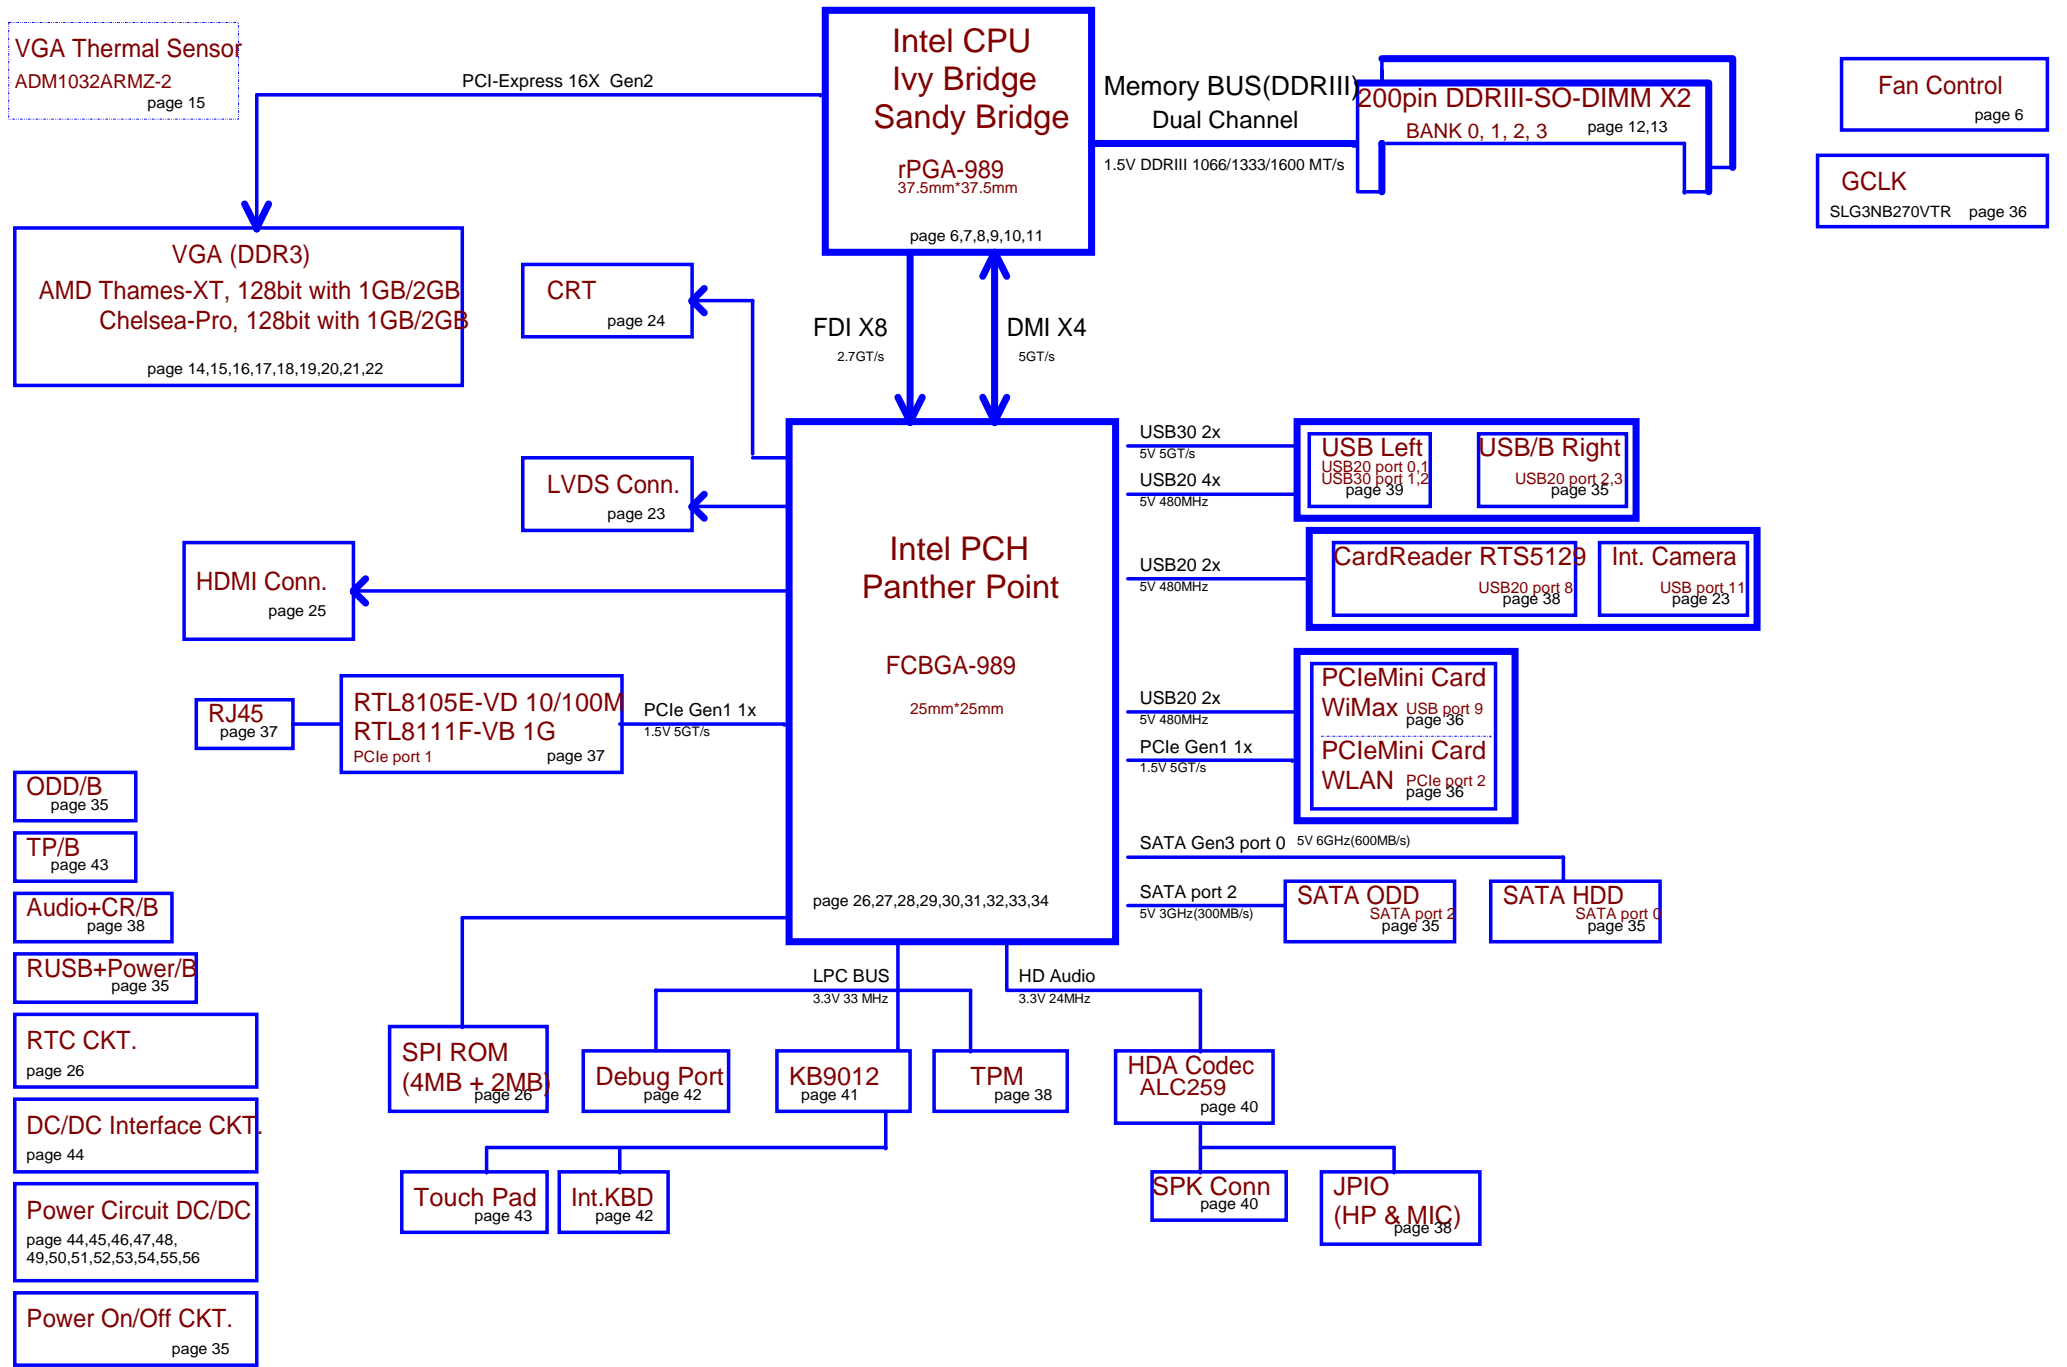 VGA Thermal Sensor
ADM1032ARMZ-2
page 15
PCI-Express 16X  Gen2
Intel CPU
Ivy Bridge
Sandy Bridge
rPGA-989
37.5mm*37.5mm
page 6,7,8,9,10,11
Memory BUS(DDRIII)
Dual Channel
1.5V DDRIII 1066/1333/1600 MT/s
200pin DDRIII-SO-DIMM X2
BANK 0, 1, 2, 3
page 12,13
Fan Control
page 6
GCLK
SLG3NB270VTR
page 36
VGA (DDR3)
AMD Thames-XT, 128bit with 1GB/2GB
Chelsea-Pro, 128bit with 1GB/2GB
page 14,15,16,17,18,19,20,21,22
CRT
page 24
FDI X8
2.7GT/s
DMI X4
5GT/s
LVDS Conn.
page 23
HDMI Conn.
page 25
RJ45
page 37
RTL8105E-VD 10/100M
RTL8111F-VB 1G
PCIe port 1
page 37
PCIe Gen1 1x
1.5V 5GT/s
Intel PCH
Panther Point
FCBGA-989
25mm*25mm
page 26,27,28,29,30,31,32,33,34
USB30 2x
5V 5GT/s
USB20 4x
5V 480MHz
USB Left
USB20 port 0,1
USB30 port 1,2
page 39
USB/B Right
USB20 port 2,3
page 35
USB20 2x
5V 480MHz
CardReader RTS5129
USB20 port 8
page 38
Int. Camera
USB port 11
page 23
USB20 2x
5V 480MHz
PCIe Gen1 1x
1.5V 5GT/s
PCIeMini Card
WiMax
USB port 9
page 36
PCIeMini Card
WLAN
PCIe port 2
page 36
SATA Gen3 port 0
5V 6GHz(600MB/s)
SATA port 2
5V 3GHz(300MB/s)
SATA ODD
SATA port 2
page 35
SATA HDD
SATA port 0
page 35
ODD/B
page 35
TP/B
page 43
Audio+CR/B
page 38
RUSB+Power/B
page 35
RTC CKT.
page 26
DC/DC Interface CKT.
page 44
Power Circuit DC/DC
page 44,45,46,47,48,
49,50,51,52,53,54,55,56
Power On/Off CKT.
page 35
LPC BUS
3.3V 33 MHz
HD Audio
3.3V 24MHz
SPI ROM
(4MB + 2MB)
page 26
Debug Port
page 42
KB9012
page 41
TPM
page 38
HDA Codec
ALC259
page 40
Touch Pad
page 43
Int.KBD
page 42
SPK Conn
page 40
JPIO
(HP & MIC)
page 38